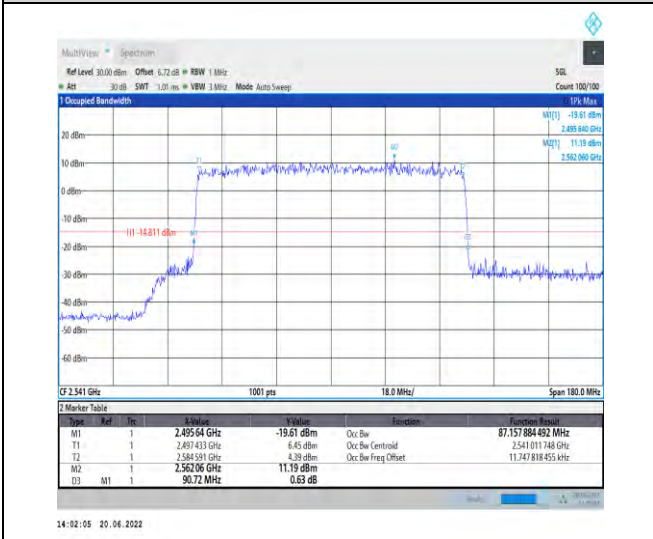 MultiView Spectrum
Ref Level 30.00 dBm Offset 6.72 dB RBW 1 MHz SGL
Att 30 dB SWT 1.01 ms VBW 3 MHz Mode Auto Sweep Count 100/100
1 Occupied Bandwidth 1Pk Max
M1[1] -19.61 dBm
2.495 640 GHz
M2[1] 11.19 dBm
2.562 060 GHz
20 dBm
M2
T1
10 dBm
0 dBm
-10 dBm
H1 -14.811 dBm
M1
-20 dBm
-30 dBm
-40 dBm
-50 dBm
-60 dBm
CF 2.541 GHz 1001 pts 18.0 MHz/ Span 180.0 MHz
2 Marker Table
Type Ref Trc X-Value Y-Value Function Function Result
M1 1 2.495 64 GHz -19.61 dBm Occ Bw 87.157 884 492 MHz
T1 1 2.497 433 GHz 6.45 dBm Occ Bw Centroid 2.541 011 748 GHz
T2 1 2.584 591 GHz 4.39 dBm Occ Bw Freq Offset 11.747 818 455 kHz
M2 1 2.562 06 GHz 11.19 dBm
D3 M1 1 90.72 MHz 0.63 dB
14:02:05 20.06.2022